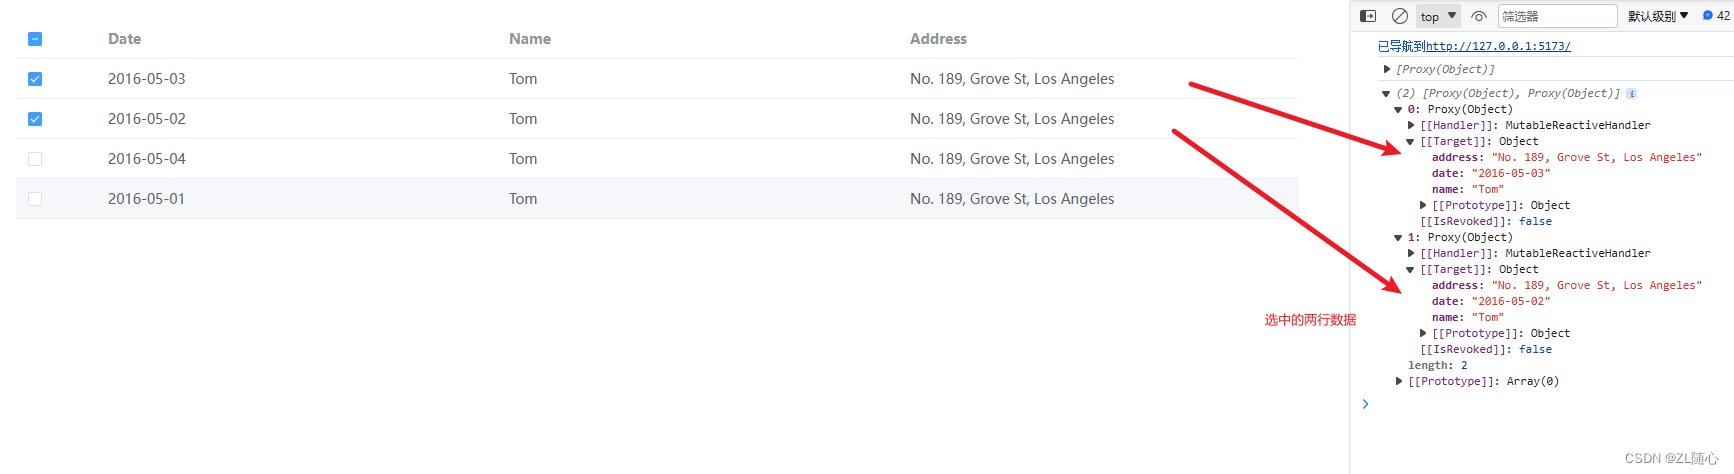 Date Name Address
2016-05-03 Tom No. 189, Grove St, Los Angeles
2016-05-02 Tom No. 189, Grove St, Los Angeles
2016-05-04 Tom No. 189, Grove St, Los Angeles
2016-05-01 Tom No. 189, Grove St, Los Angeles
选中的两行数据
top 筛选器 默认级别 42
已导航到http://127.0.0.1:5173/
[Proxy(Object)]
(2) [Proxy(Object), Proxy(Object)] i
0: Proxy(Object)
[[Handler]]: MutableReactiveHandler
[[Target]]: Object
address: "No. 189, Grove St, Los Angeles"
date: "2016-05-03"
name: "Tom"
[[Prototype]]: Object
[[IsRevoked]]: false
1: Proxy(Object)
[[Handler]]: MutableReactiveHandler
[[Target]]: Object
address: "No. 189, Grove St, Los Angeles"
date: "2016-05-02"
name: "Tom"
[[Prototype]]: Object
[[IsRevoked]]: false
length: 2
[[Prototype]]: Array(0)
CSDN @ZL随心